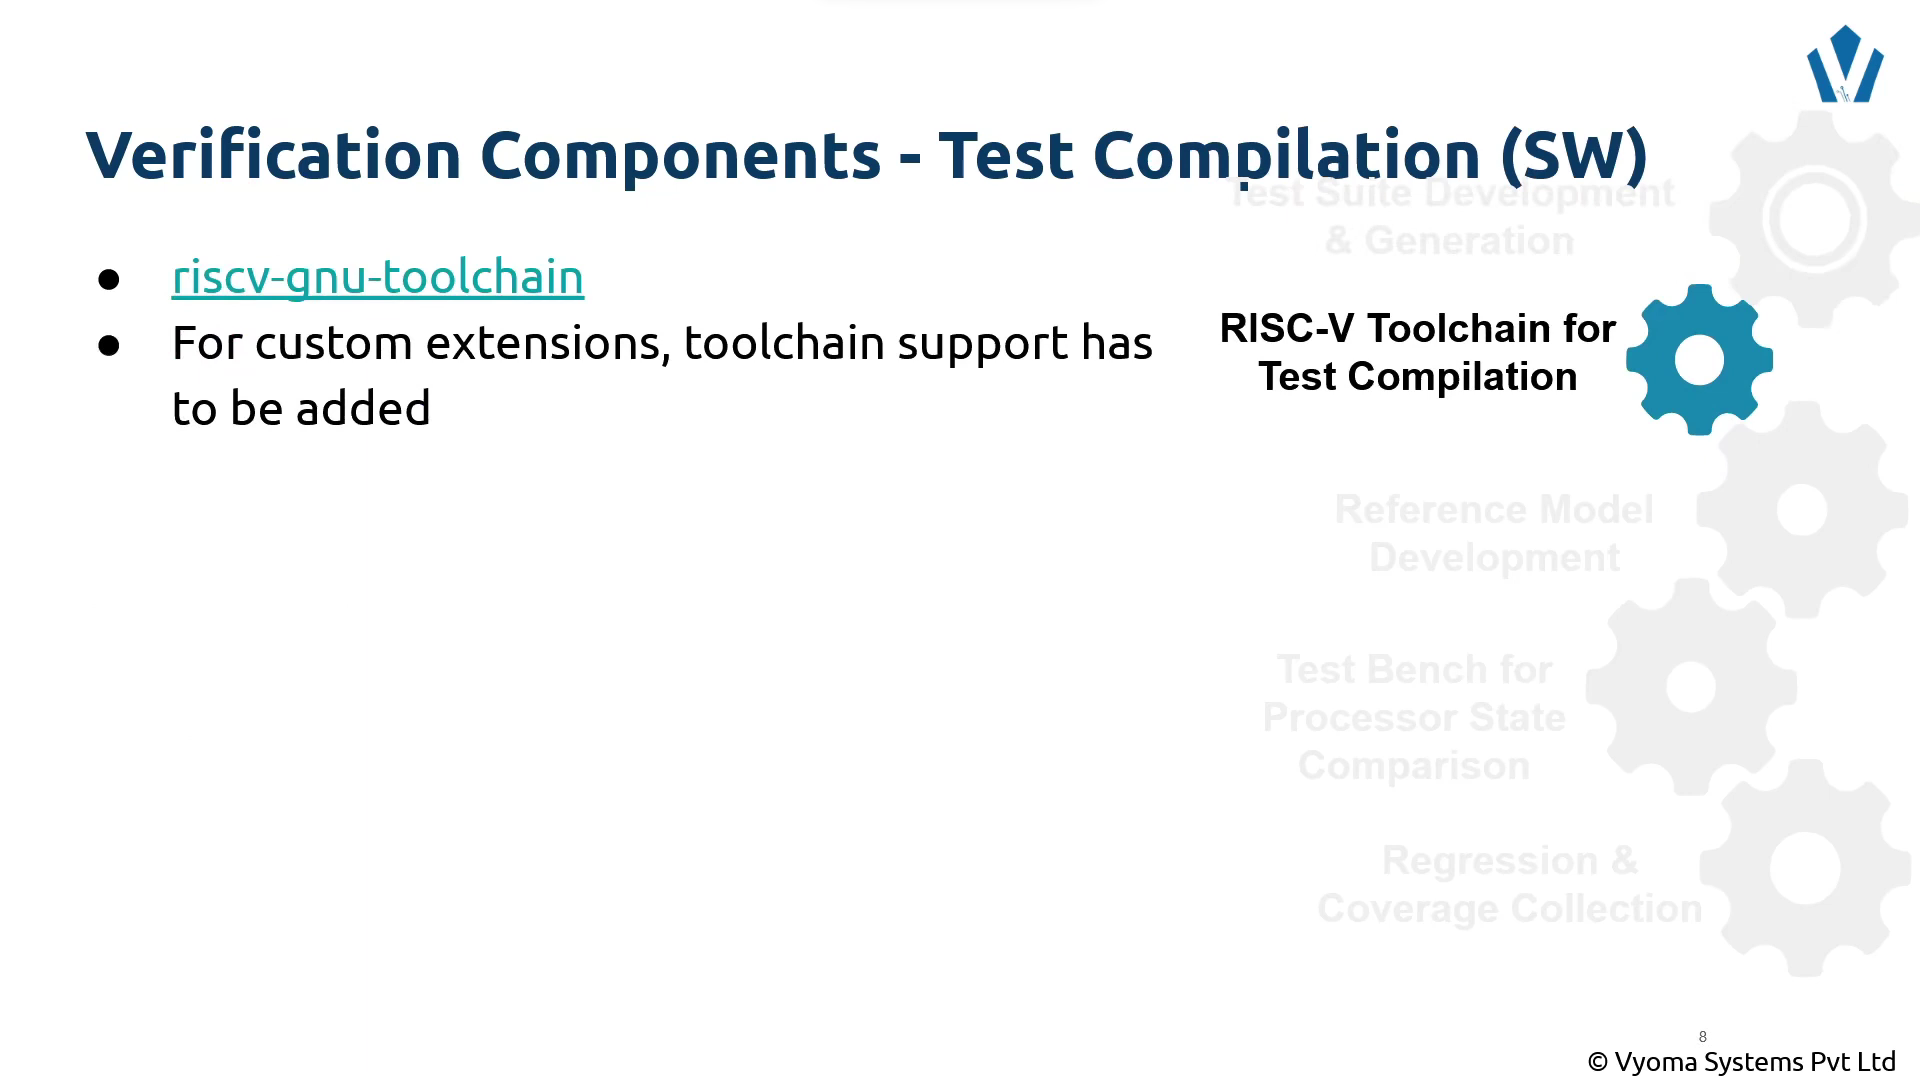 Verification Components - Test Compilation (SW)
● riscv-gnu-toolchain
● For custom extensions, toolchain support has
to be added
Test Suite Development
& Generation
RISC-V Toolchain for
Test Compilation
Reference Model
Development
Test Bench for
Processor State
Comparison
Regression &
Coverage Collection
8
© Vyoma Systems Pvt Ltd